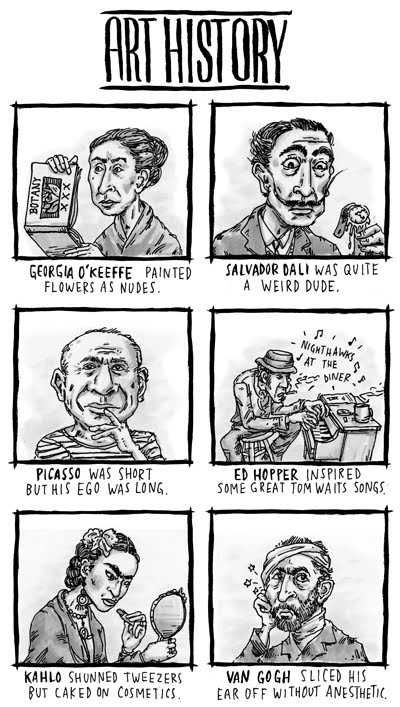 ART HISTORY
BOTANY
XXX
GEORGIA O'KEEFFE PAINTED
FLOWERS AS NUDES.
SALVADOR DALI WAS QUITE
A WEIRD DUDE.
PICASSO WAS SHORT
BUT HIS EGO WAS LONG.
NIGHTHAWKS
AT THE
DINER
ED HOPPER INSPIRED
SOME GREAT TOM WAITS SONGS.
KAHLO SHUNNED TWEEZERS
BUT CAKED ON COSMETICS.
VAN GOGH SLICED HIS
EAR OFF WITHOUT ANESTHETIC.